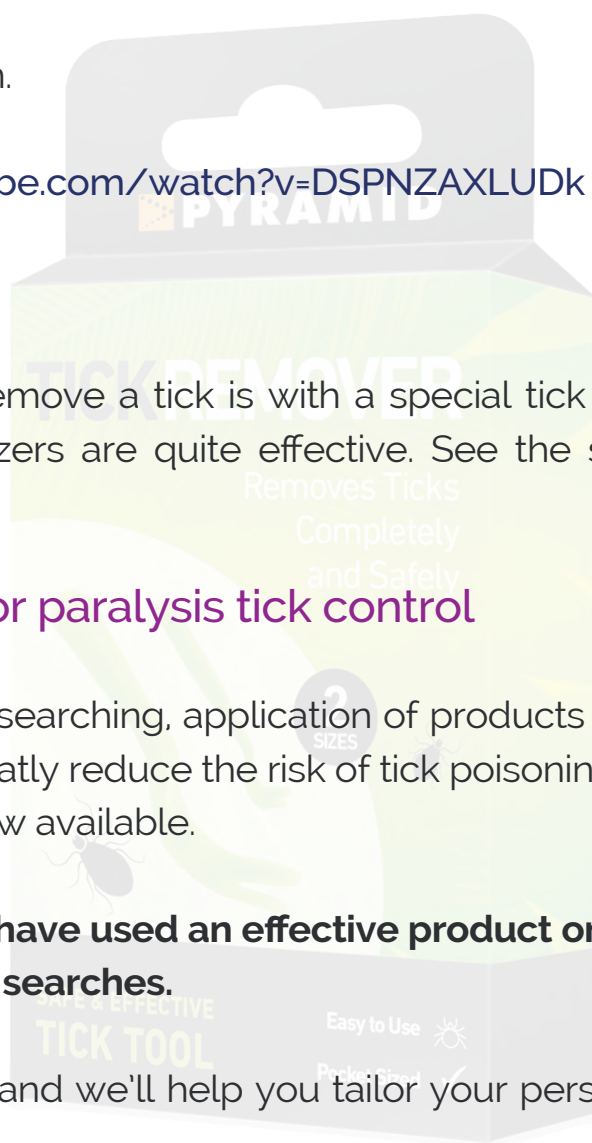 be.com/watch?v=DSPNZAXLUDk
PYRAMID
TICK REMOVER
move a tick is with a special tick
zers are quite effective. See the
Removes Ticks
Completely
and Safely
or paralysis tick control
searching, application of products
2
SIZES
atly reduce the risk of tick poisonin
w available.
have used an effective product or
searches.
SAFE & EFFECTIVE
TICK TOOL
Easy to Use
Pocket Sized
and we'll help you tailor your pers